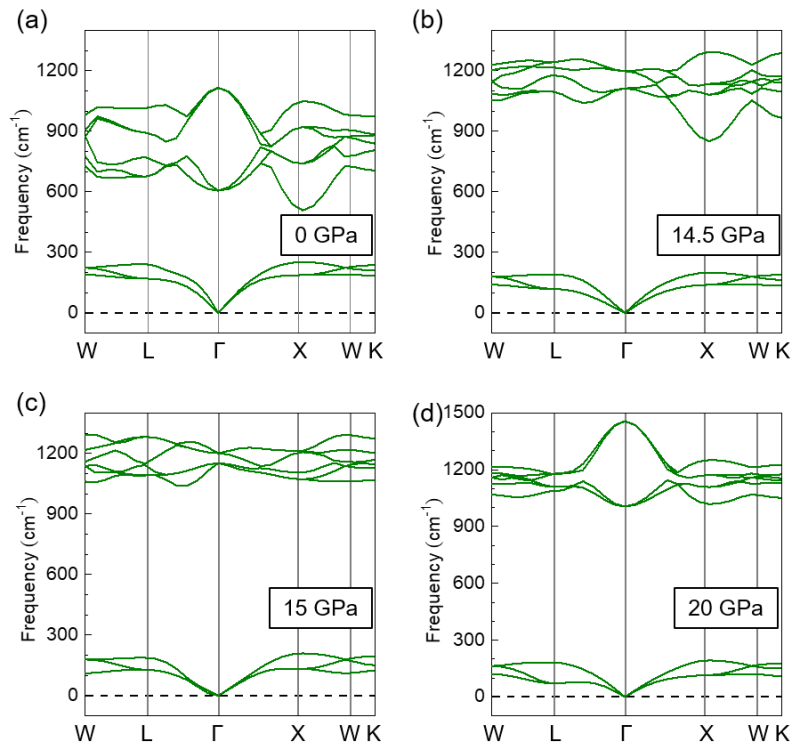 (a)
1200
900
600
300
0
Frequency (cm⁻¹)
0 GPa
W L Γ X W K
(b)
1200
900
600
300
0
Frequency (cm⁻¹)
14.5 GPa
W L Γ X W K
(c)
1200
900
600
300
0
Frequency (cm⁻¹)
15 GPa
W L Γ X W K
(d)
1500
1200
900
600
300
0
Frequency (cm⁻¹)
20 GPa
W L Γ X W K